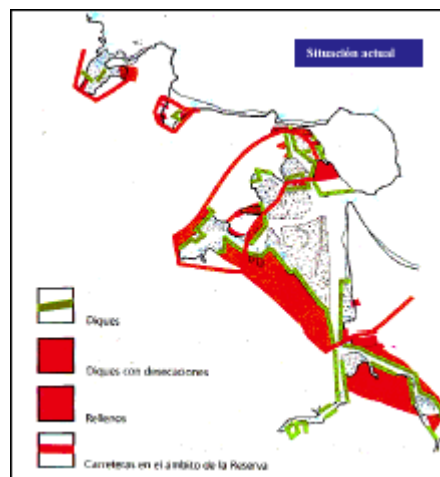 Situación actual
Diques
Diques con desecaciones
Rellenos
Carreteras en el ámbito de la Reserva